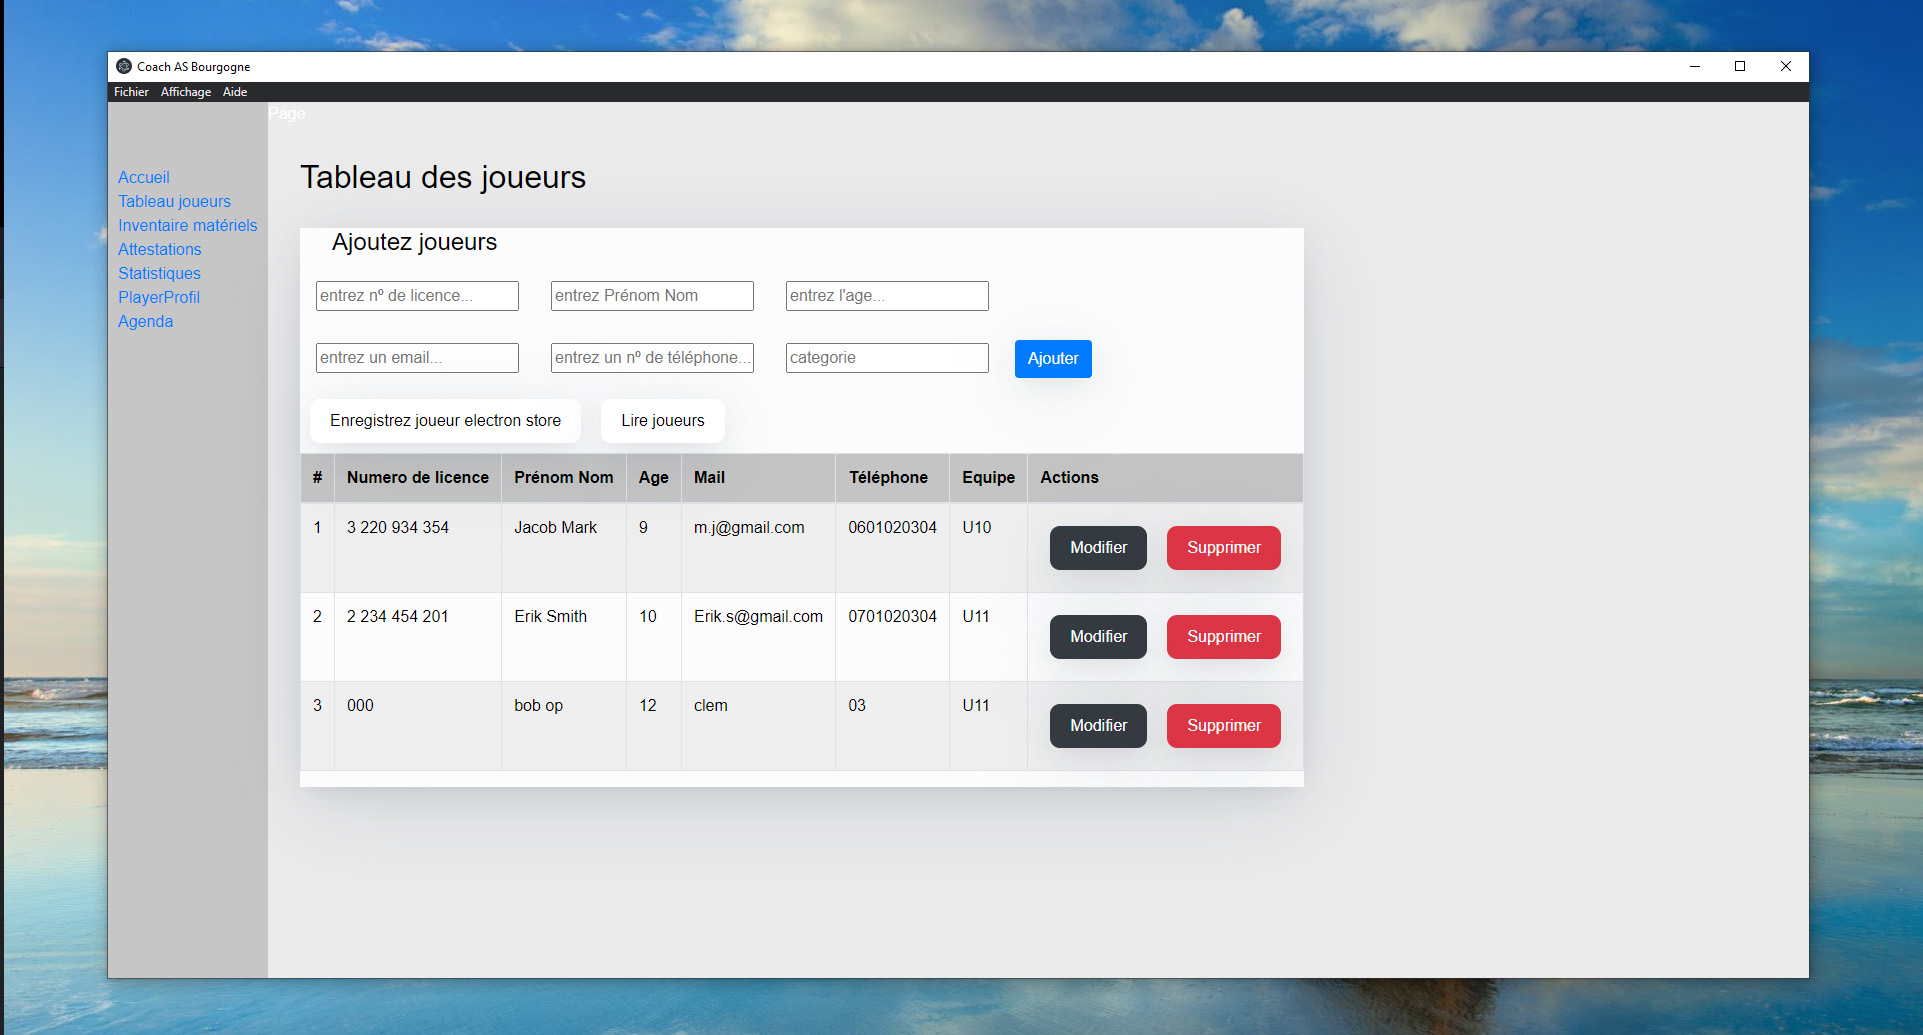 Coach AS Bourgogne
Fichier Affichage Aide
Page
Accueil
Tableau joueurs
Inventaire matériels
Attestations
Statistiques
PlayerProfil
Agenda
Tableau des joueurs
Ajoutez joueurs
entrez nº de licence... entrez Prénom Nom entrez l'age...
entrez un email... entrez un nº de téléphone... categorie Ajouter
Enregistrez joueur electron store Lire joueurs
# Numero de licence Prénom Nom Age Mail Téléphone Equipe Actions
1 3 220 934 354 Jacob Mark 9 m.j@gmail.com 0601020304 U10 Modifier Supprimer
2 2 234 454 201 Erik Smith 10 Erik.s@gmail.com 0701020304 U11 Modifier Supprimer
3 000 bob op 12 clem 03 U11 Modifier Supprimer